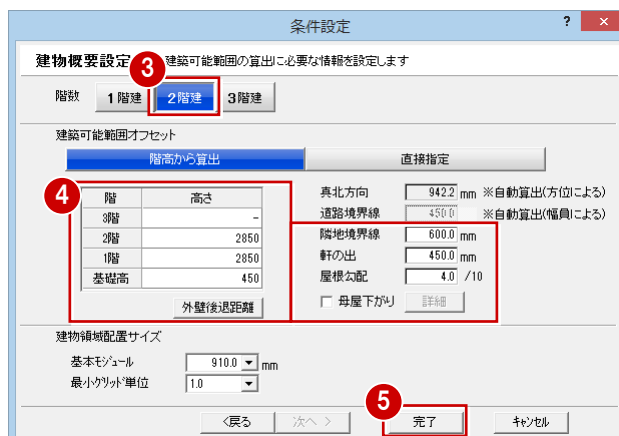 条件設定 ? x
建物概要設定 建築可能範囲の算出に必要な情報を設定します
3
階数 1階建 2階建 3階建
建築可能範囲オフセット
階高から算出 直接指定
4
階 高さ
3階 -
2階 2850
1階 2850
基礎高 450
外壁後退距離
真北方向 942.2 mm ※自動算出(方位による)
道路境界線 450.0 ※自動算出(幅員による)
隣地境界線 600.0 mm
軒の出 450.0 mm
屋根勾配 4.0 /10
母屋下がり 詳細
建物領域配置サイズ
基本モジュール 910.0 mm
最小グリッド単位 1.0
5
<戻る 次へ > 完了 キャンセル